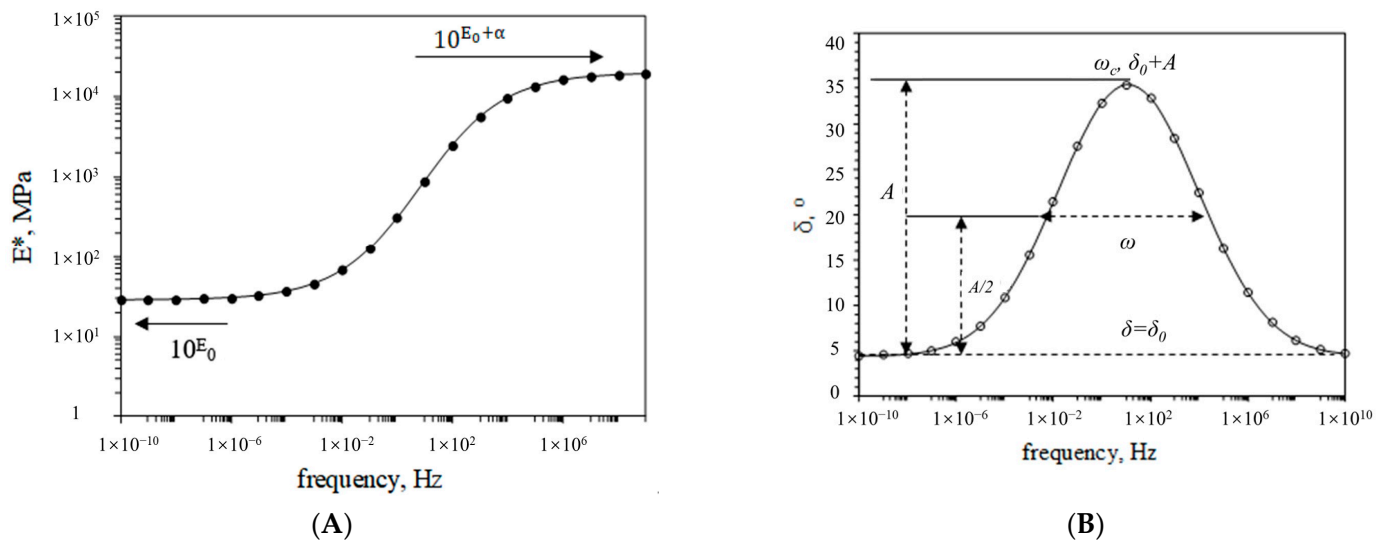 1×10⁵
1×10⁴
1×10³
1×10²
1×10¹
1
E*, MPa
10^{E₀+α}
10^{E₀}
1×10⁻¹⁰
1×10⁻⁶
1×10⁻²
1×10²
1×10⁶
frequency, Hz
(A)
40
35
30
35
25
20
15
10
5
0
δ, °
ω_c, δ₀+A
A
ω
A/2
δ=δ₀
1×10⁻¹⁰
1×10⁻⁶
1×10⁻²
1×10²
1×10⁶
1×10¹⁰
frequency, Hz
(B)